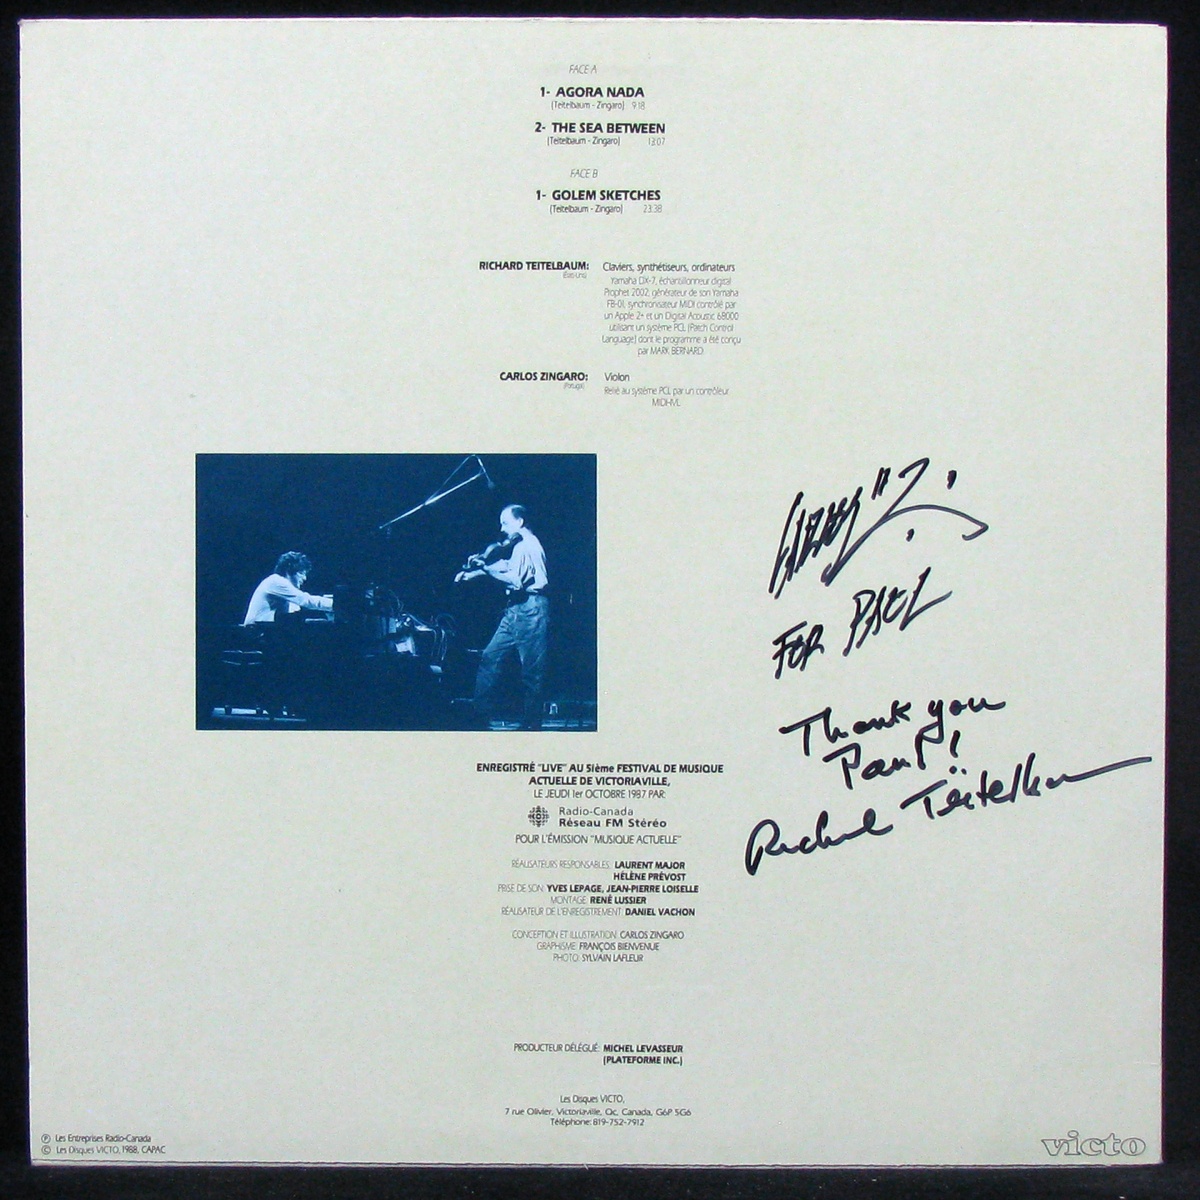 FACE A
1- AGORA NADA
(Teitelbaum - Zingaro) 9:18
2- THE SEA BETWEEN
(Teitelbaum - Zingaro) 13:07
FACE B
1- GOLEM SKETCHES
(Teitelbaum - Zingaro) 23:38
RICHARD TEITELBAUM: Claviers, synthétiseurs, ordinateurs
(États-Unis)
Yamaha DX-7, échantillonneur digital
Prophet 2002, générateur de son Yamaha
FB-01, synchronisateur MIDI contrôlé par
un Apple 2+ et un Digital Acoustic 68000
utilisant un système PCL (Patch Control
Language) dont le programme a été conçu
par MARK BERNARD.
CARLOS ZINGARO: Violon
(Portugal)
Relié au système PCL par un contrôleur
MIDI-VL
FOR PAUL
Thank you
Paul!
Richard Teitelbaum
ENREGISTRÉ "LIVE" AU 5ième FESTIVAL DE MUSIQUE
ACTUELLE DE VICTORIAVILLE,
LE JEUDI 1er OCTOBRE 1987 PAR:
Radio-Canada
Réseau FM Stéréo
POUR L'ÉMISSION "MUSIQUE ACTUELLE"
RÉALISATEURS RESPONSABLES: LAURENT MAJOR
HÉLÈNE PRÉVOST
PRISE DE SON: YVES LEPAGE, JEAN-PIERRE LOISELLE
MONTAGE: RENÉ LUSSIER
RÉALISATEUR DE L'ENREGISTREMENT: DANIEL VACHON
CONCEPTION ET ILLUSTRATION: CARLOS ZINGARO
GRAPHISME: FRANÇOIS BIENVENUE
PHOTO: SYLVAIN LAFLEUR
PRODUCTEUR DÉLÉGUÉ: MICHEL LEVASSEUR
(PLATEFORME INC.)
Les Disques VICTO,
7 rue Olivier, Victoriaville, Qc, Canada, G6P 5G6
Téléphone: 819-752-7912
Ⓟ Les Entreprises Radio-Canada
© Les Disques VICTO, 1988, CAPAC
victo